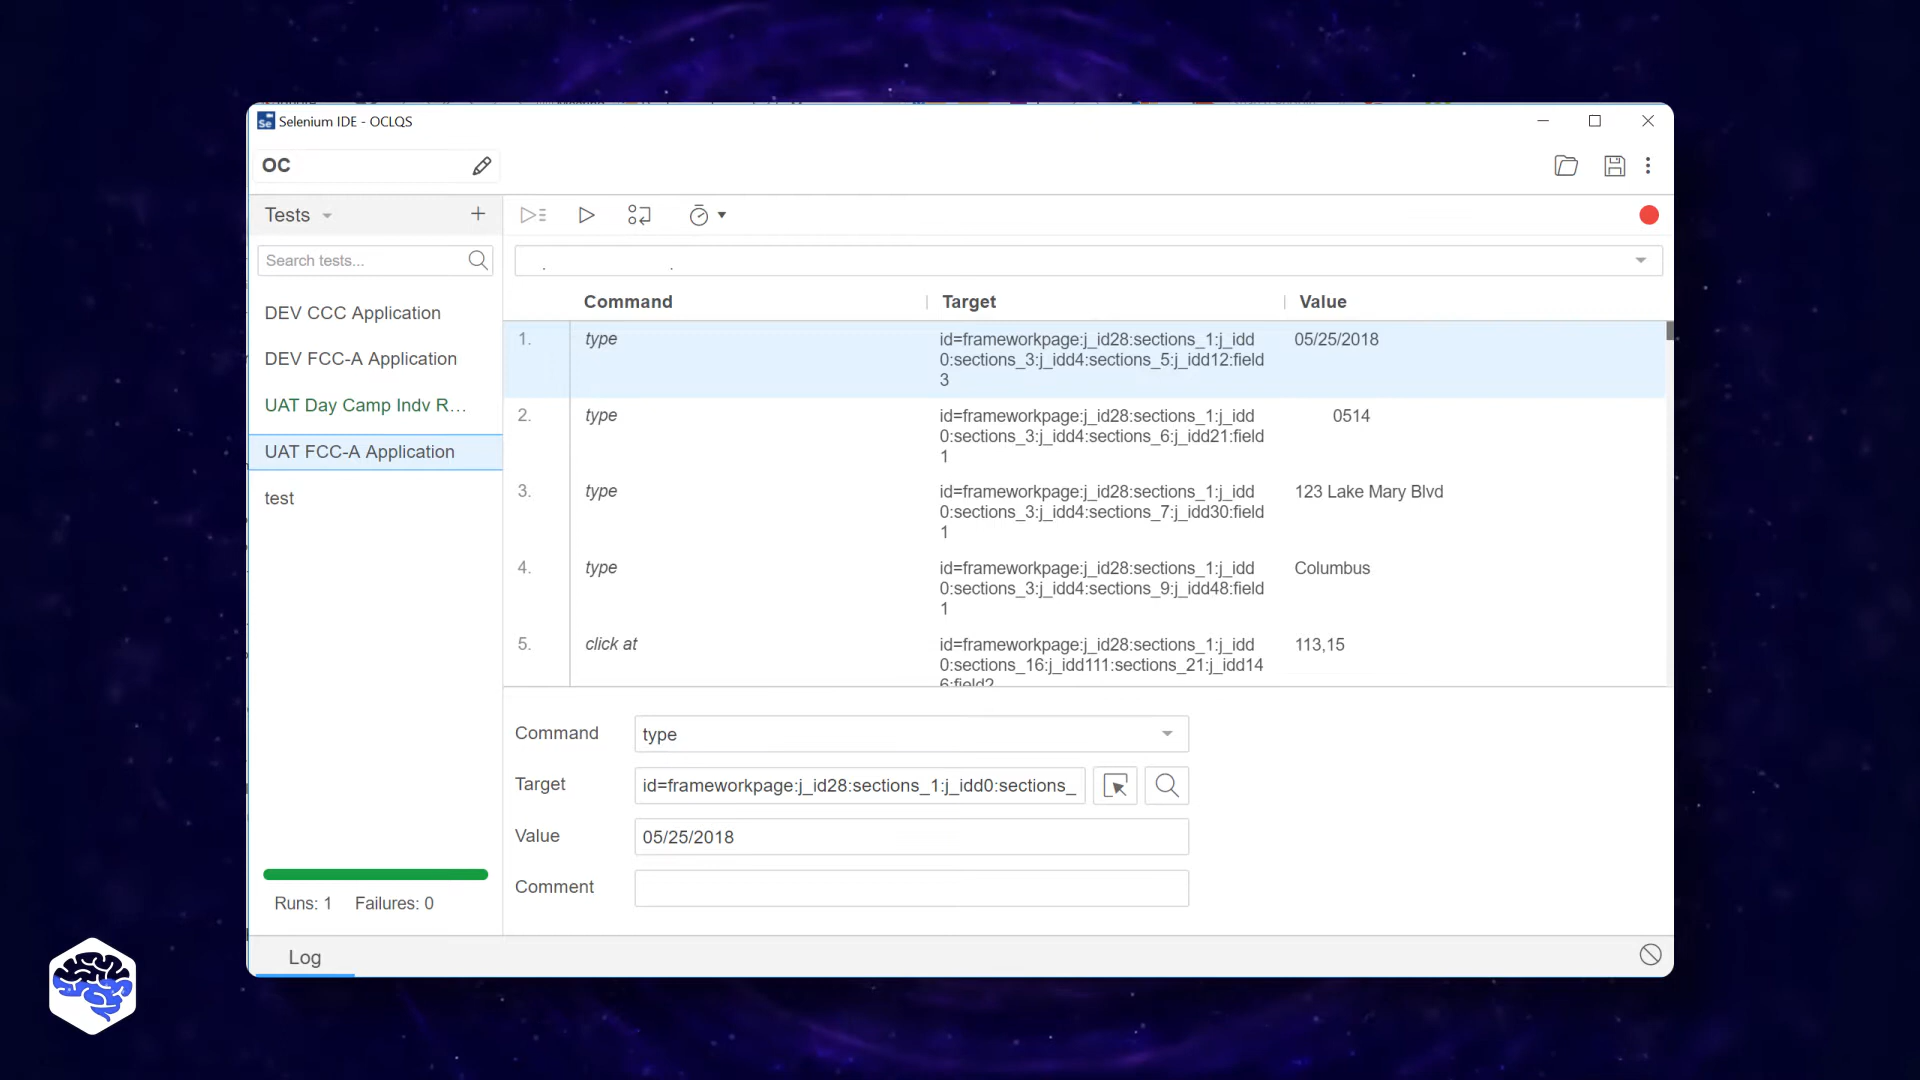 Se Selenium IDE - OCLQS
OC
Tests
Search tests...
DEV CCC Application
DEV FCC-A Application
UAT Day Camp Indv R...
UAT FCC-A Application
test
Runs: 1 Failures: 0
Command Target Value
1. type id=frameworkpage:j_id28:sections_1:j_idd 05/25/2018
0:sections_3:j_idd4:sections_5:j_idd12:field
3
2. type id=frameworkpage:j_id28:sections_1:j_idd 0514
0:sections_3:j_idd4:sections_6:j_idd21:field
1
3. type id=frameworkpage:j_id28:sections_1:j_idd 123 Lake Mary Blvd
0:sections_3:j_idd4:sections_7:j_idd30:field
1
4. type id=frameworkpage:j_id28:sections_1:j_idd Columbus
0:sections_3:j_idd4:sections_9:j_idd48:field
1
5. click at id=frameworkpage:j_id28:sections_1:j_idd 113,15
0:sections_16:j_idd111:sections_21:j_idd14
6:field2
Command type
Target id=frameworkpage:j_id28:sections_1:j_idd0:sections_
Value 05/25/2018
Comment
Log